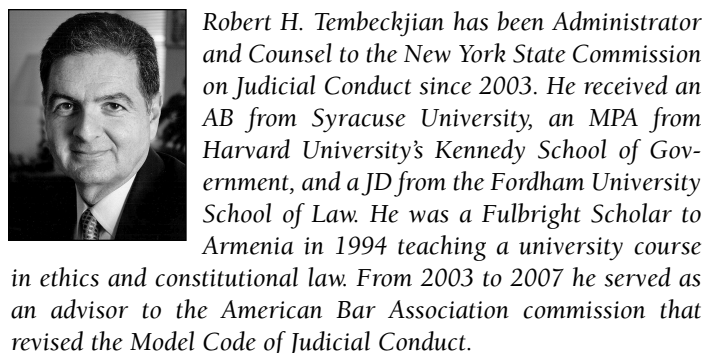 Robert H. Tembeckjian has been Administrator
and Counsel to the New York State Commission
on Judicial Conduct since 2003. He received an
AB from Syracuse University, an MPA from
Harvard University's Kennedy School of Gov-
ernment, and a JD from the Fordham University
School of Law. He was a Fulbright Scholar to
Armenia in 1994 teaching a university course
in ethics and constitutional law. From 2003 to 2007 he served as
an advisor to the American Bar Association commission that
revised the Model Code of Judicial Conduct.